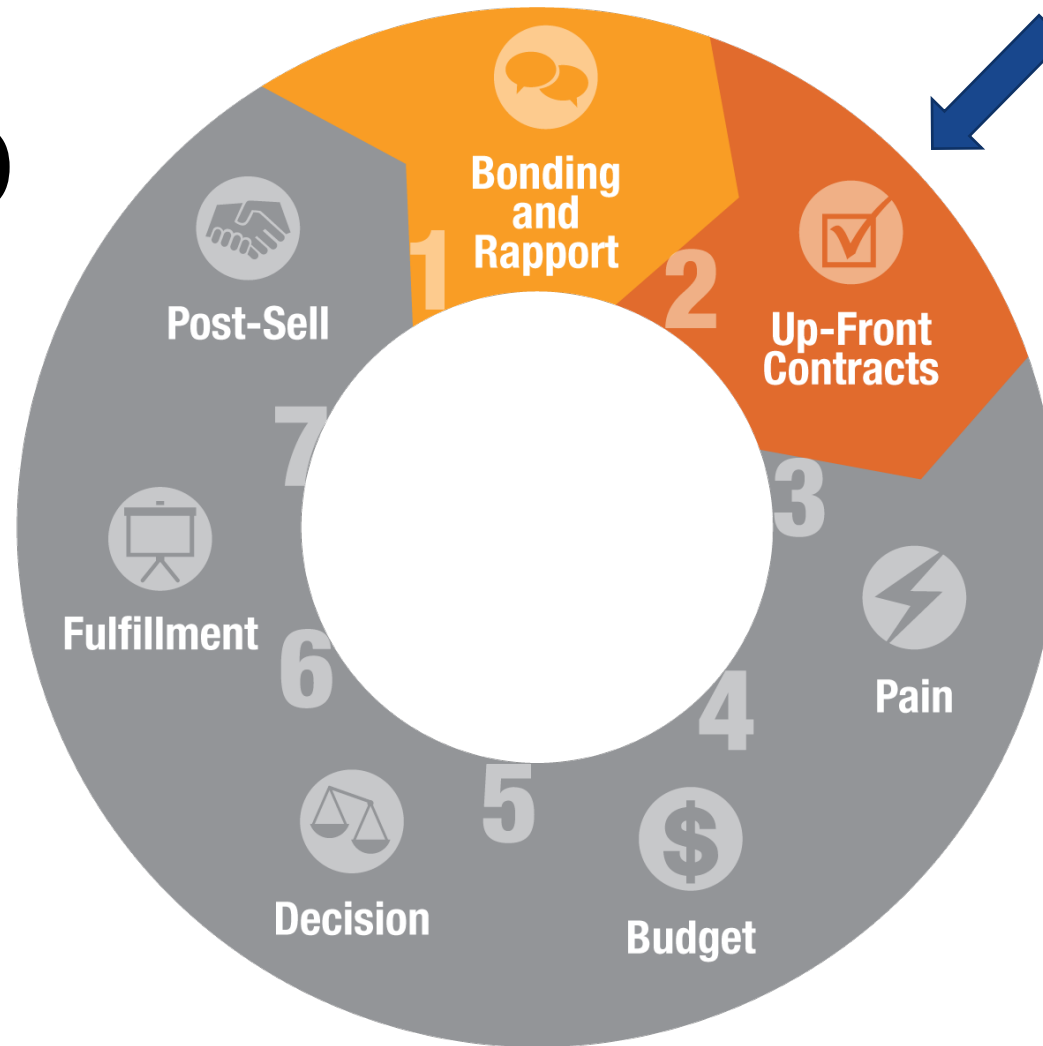 1
Bonding
and
Rapport
2
Up-Front
Contracts
3
Pain
4
Budget
5
Decision
6
Fulfillment
7
Post-Sell